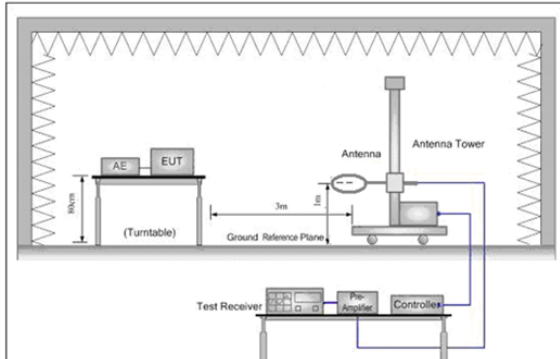 Antenna Tower
Antenna
AE
EUT
80cm
3m
1m
(Turntable)
Ground Reference Plane
Test Receiver
Pre-
Amplifier
Controller